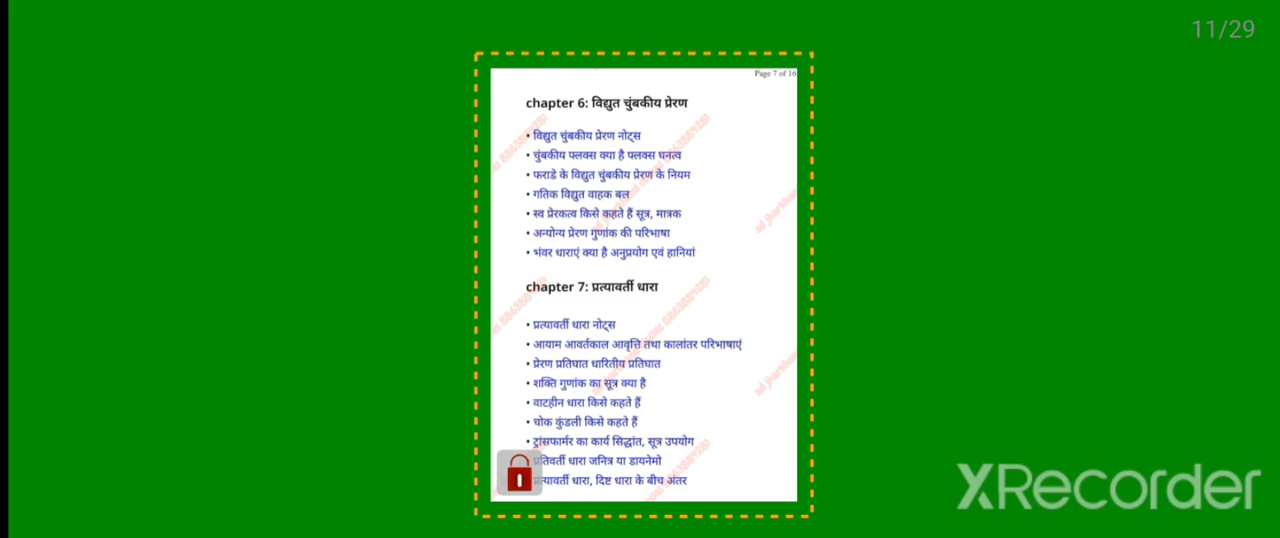 11/29
Page 7 of 16
chapter 6: विद्युत चुंबकीय प्रेरण
• विद्युत चुंबकीय प्रेरण नोट्स
• चुंबकीय फ्लक्स क्या है फ्लक्स घनत्व
• फराडे के विद्युत चुंबकीय प्रेरण के नियम
• गतिक विद्युत वाहक बल
• स्व प्रेरकत्व किसे कहते हैं सूत्र, मात्रक
• अन्योन्य प्रेरण गुणांक की परिभाषा
• भंवर धाराएं क्या है अनुप्रयोग एवं हानियां
chapter 7: प्रत्यावर्ती धारा
• प्रत्यावर्ती धारा नोट्स
• आयाम आवर्तकाल आवृत्ति तथा कालांतर परिभाषाएं
• प्रेरण प्रतिघात धारितीय प्रतिघात
• शक्ति गुणांक का सूत्र क्या है
• वाटहीन धारा किसे कहते हैं
• चोक कुंडली किसे कहते हैं
• ट्रांसफार्मर का कार्य सिद्धांत, सूत्र उपयोग
प्रतिवर्ती धारा जनित्र या डायनेमो
प्रत्यावर्ती धारा, दिष्ट धारा के बीच अंतर
XRecorder